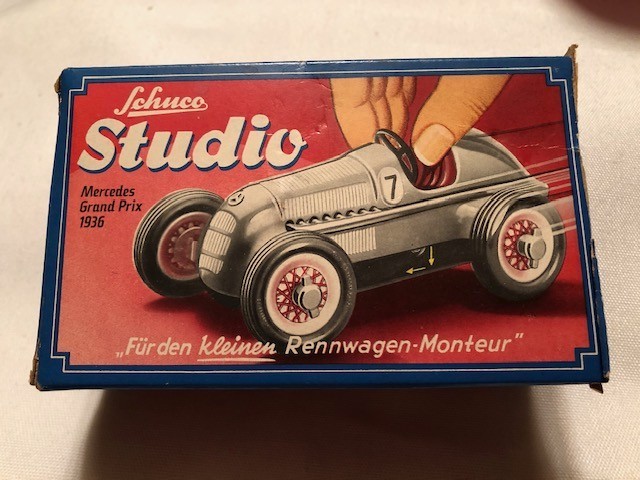 Schuco
Studio
Mercedes
Grand Prix
1936
7
„Für den kleinen Rennwagen-Monteur"